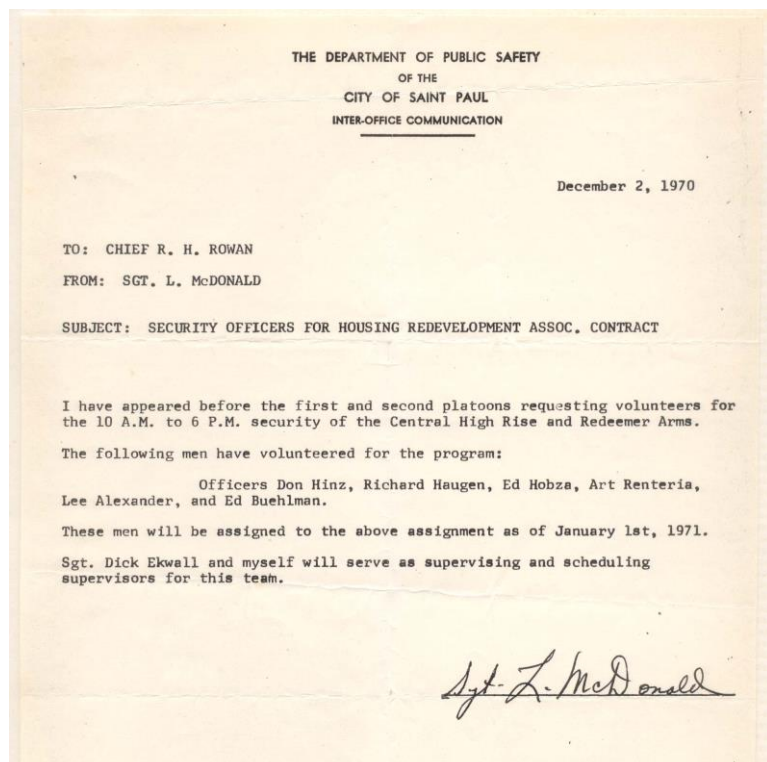 THE DEPARTMENT OF PUBLIC SAFETY
OF THE
CITY OF SAINT PAUL
INTER-OFFICE COMMUNICATION
December 2, 1970
TO: CHIEF R. H. ROWAN
FROM: SGT. L. McDONALD
SUBJECT: SECURITY OFFICERS FOR HOUSING REDEVELOPMENT ASSOC. CONTRACT
I have appeared before the first and second platoons requesting volunteers for
the 10 A.M. to 6 P.M. security of the Central High Rise and Redeemer Arms.
The following men have volunteered for the program:
Officers Don Hinz, Richard Haugen, Ed Hobza, Art Renteria,
Lee Alexander, and Ed Buehlman.
These men will be assigned to the above assignment as of January 1st, 1971.
Sgt. Dick Ekwall and myself will serve as supervising and scheduling
supervisors for this team.
Sgt. L. McDonald